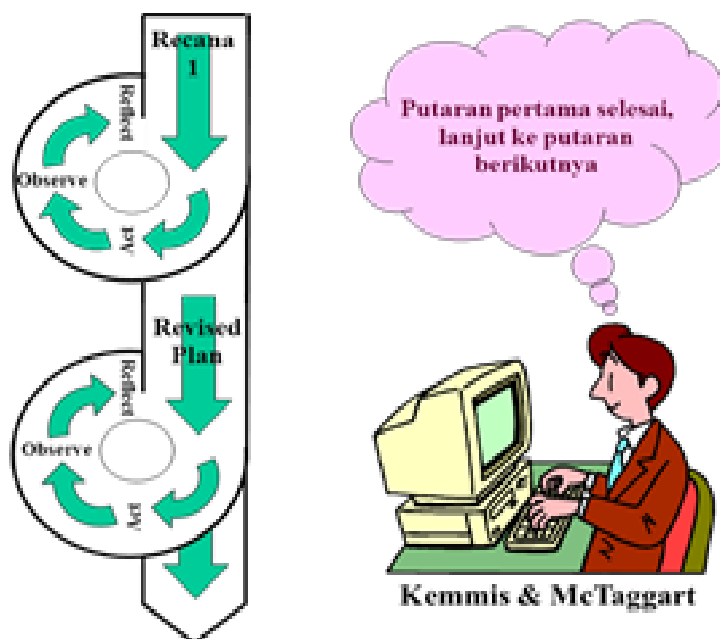 Recana
1
Reflect
Observe
Revised
Plan
Reflect
Observe
Putaran pertama selesai,
lanjut ke putaran
berikutnya
Kemmis & McTaggart